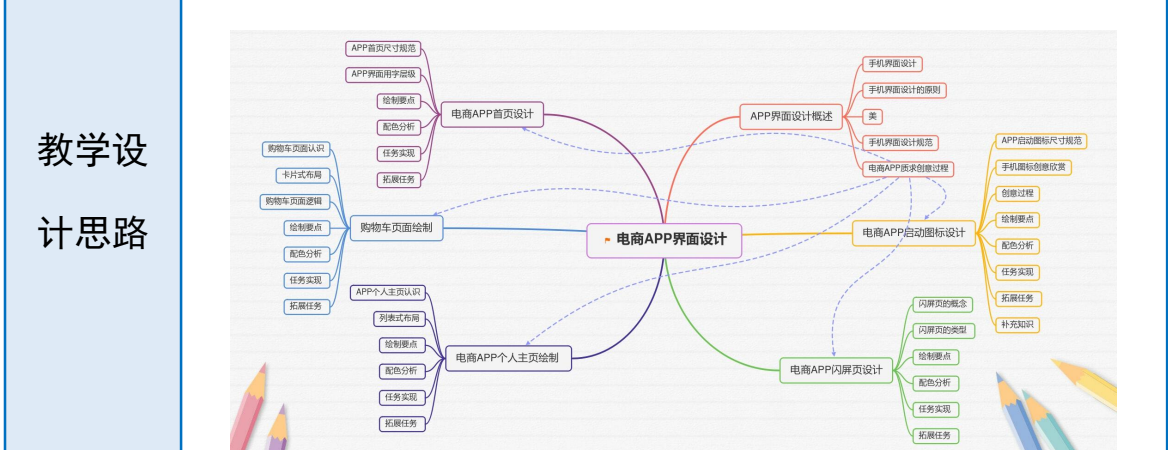 教学设
计思路
APP首页尺寸规范
APP界面用字层级
绘制要点
配色分析
任务实现
拓展任务
电商APP首页设计
购物车页面认识
卡片式布局
购物车页面逻辑
绘制要点
配色分析
任务实现
拓展任务
购物车页面绘制
APP个人主页认识
列表式布局
绘制要点
配色分析
任务实现
拓展任务
电商APP个人主页绘制
电商APP界面设计
APP界面设计概述
手机界面设计
手机界面设计的原则
美
手机界面设计规范
电商APP质求创意过程
电商APP启动图标设计
APP启动图标尺寸规范
手机图标创意欣赏
创意过程
绘制要点
配色分析
任务实现
拓展任务
补充知识
电商APP闪屏页设计
闪屏页的概念
闪屏页的类型
绘制要点
配色分析
任务实现
拓展任务